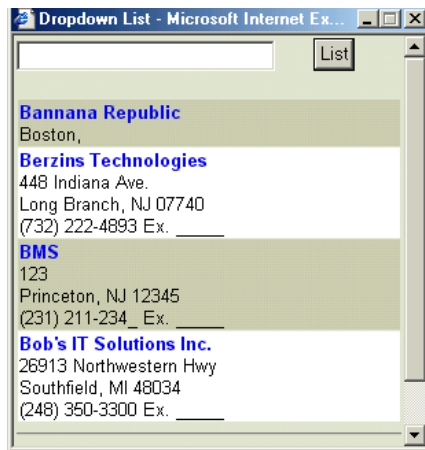 Dropdown List - Microsoft Internet Ex...
List
Bannana Republic
Boston,
Berzins Technologies
448 Indiana Ave.
Long Branch, NJ 07740
(732) 222-4893 Ex. _____
BMS
123
Princeton, NJ 12345
(231) 211-234_ Ex. _____
Bob's IT Solutions Inc.
26913 Northwestern Hwy
Southfield, MI 48034
(248) 350-3300 Ex. _____